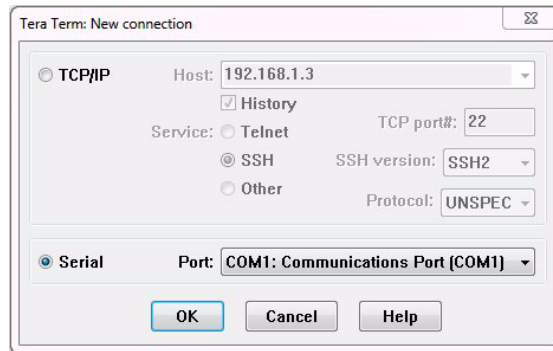 Tera Term: New connection
TCP/IP Host: 192.168.1.3
History
Service: Telnet TCP port#: 22
SSH SSH version: SSH2
Other Protocol: UNSPEC
Serial Port: COM1: Communications Port (COM1)
OK Cancel Help